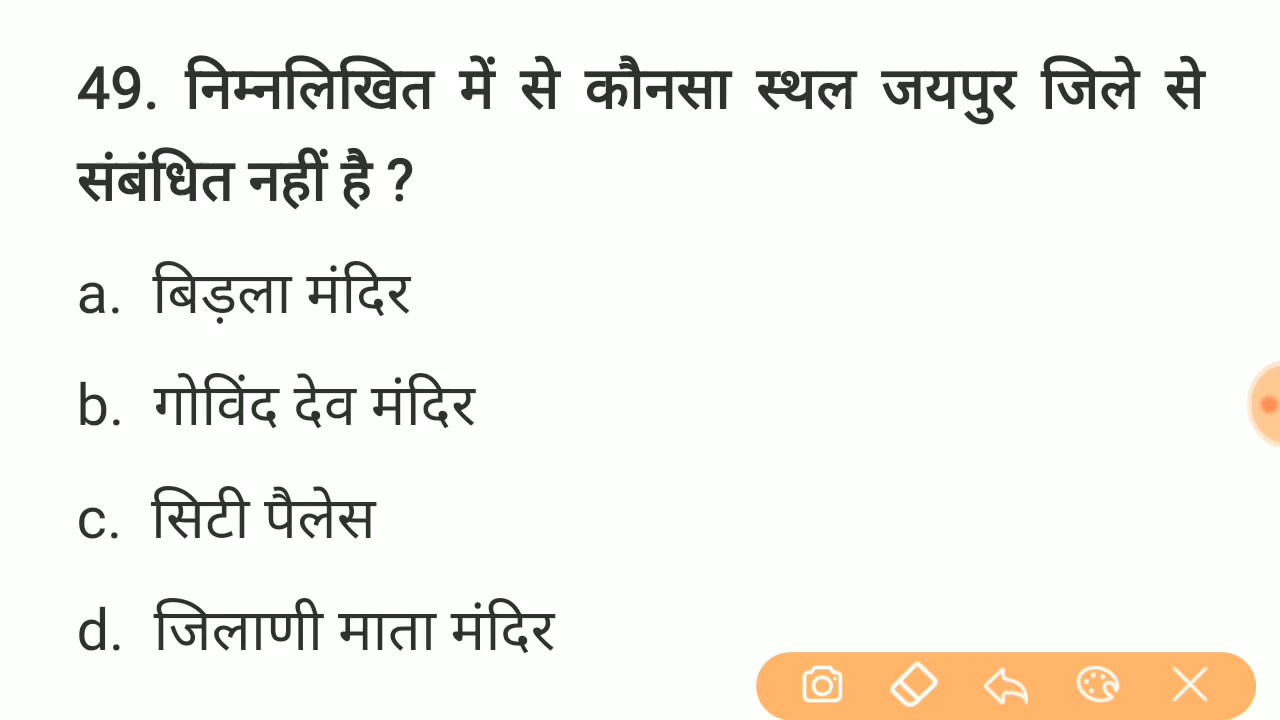 49. निम्नलिखित में से कौनसा स्थल जयपुर जिले से
संबंधित नहीं है ?
a. बिड़ला मंदिर
b. गोविंद देव मंदिर
c. सिटी पैलेस
d. जिलाणी माता मंदिर